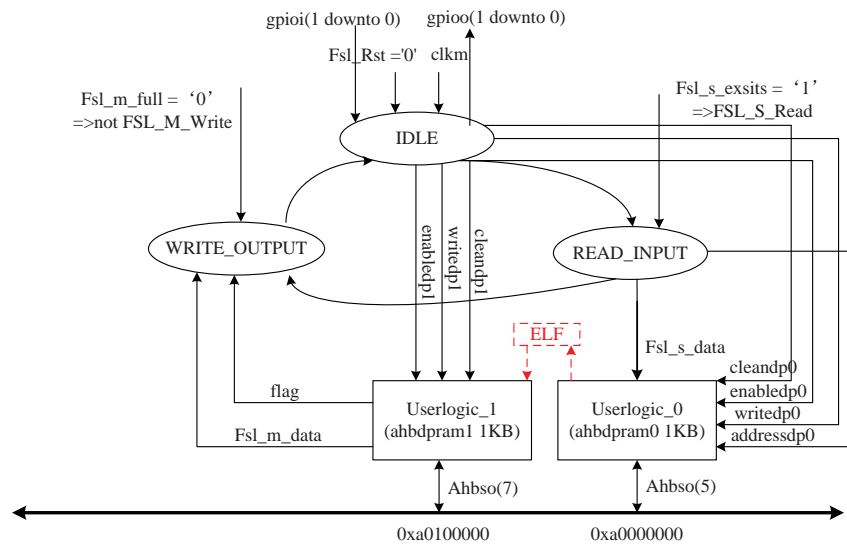 gpioi(1 downto 0)
gpioo(1 downto 0)
Fsl_Rst ='0'
clkm
Fsl_m_full = ‘0’
=>not FSL_M_Write
Fsl_s_exsits = ‘1’
=>FSL_S_Read
IDLE
WRITE_OUTPUT
READ_INPUT
enabledp1
writedp1
cleandp1
ELF
Fsl_s_data
cleandp0
enabledp0
writedp0
addressdp0
flag
Fsl_m_data
Userlogic_1
(ahbdpram1 1KB)
Userlogic_0
(ahbdpram0 1KB)
Ahbso(7)
Ahbso(5)
0xa0100000
0xa0000000